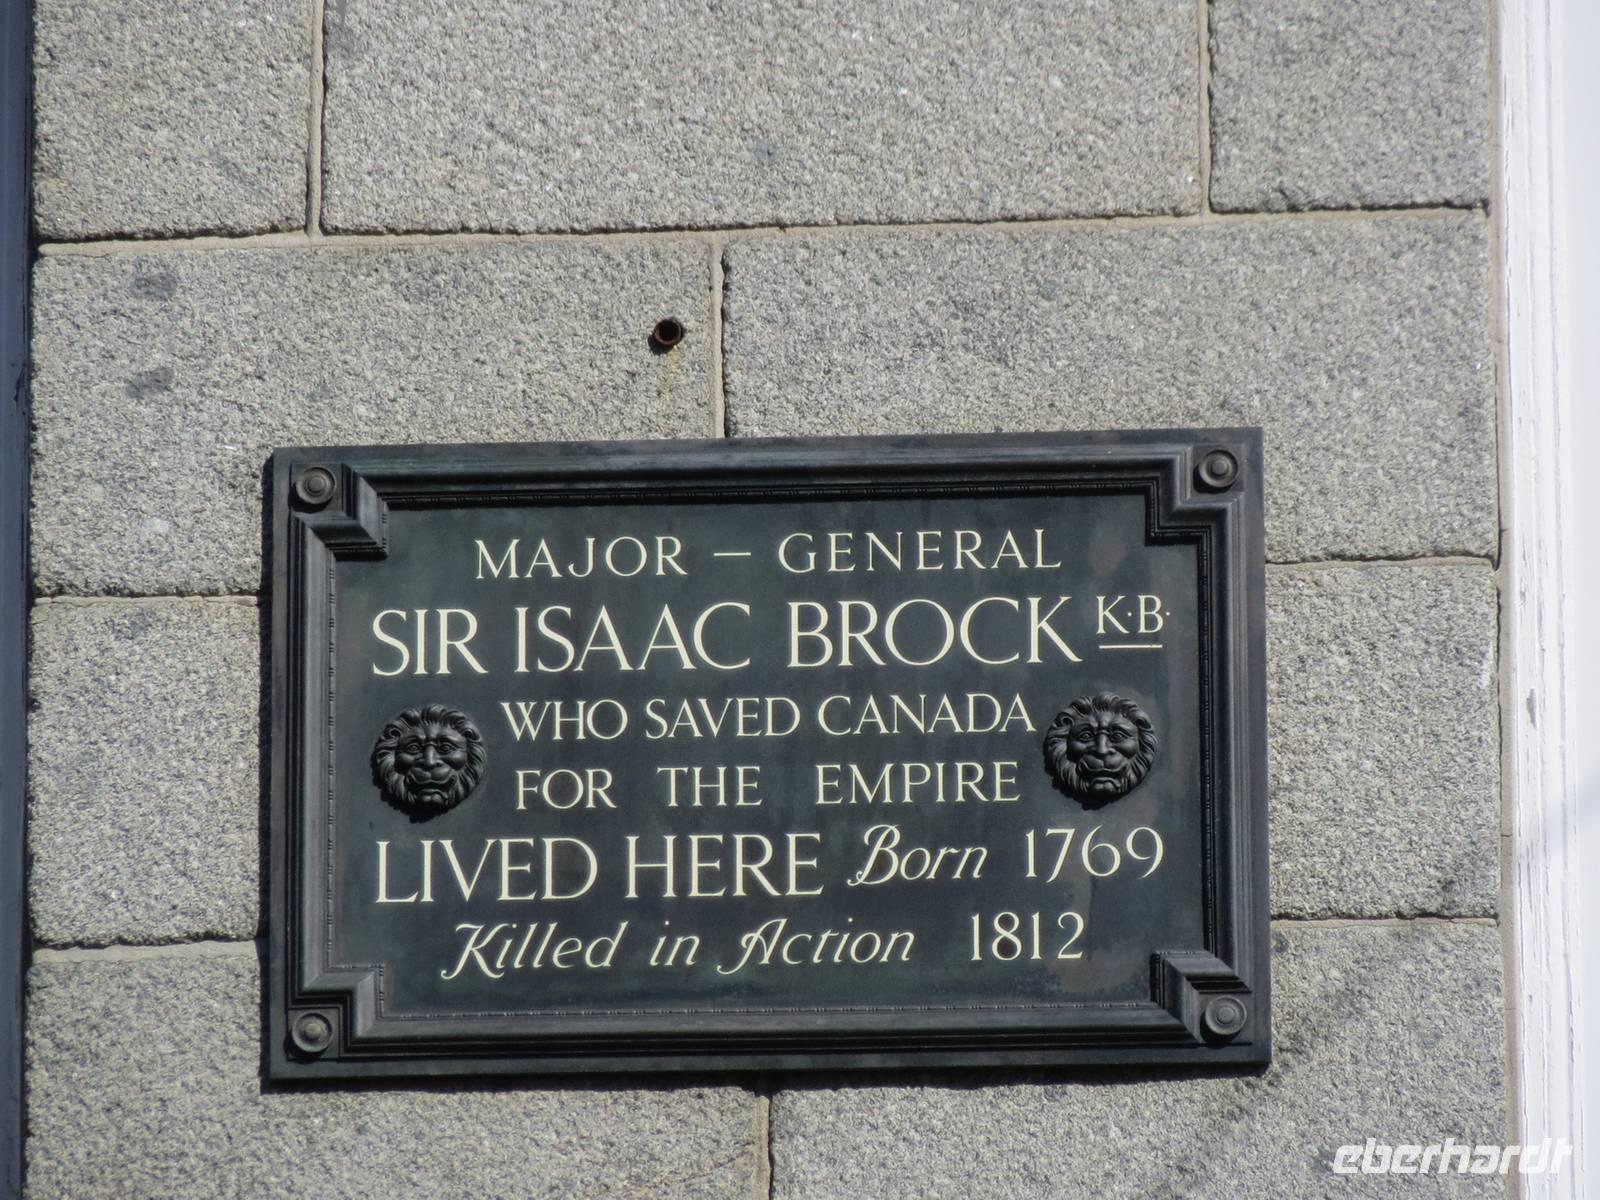 MAJOR – GENERAL
SIR ISAAC BROCK K·B·
WHO SAVED CANADA
FOR THE EMPIRE
LIVED HERE Born 1769
Killed in Action 1812
eberhardt